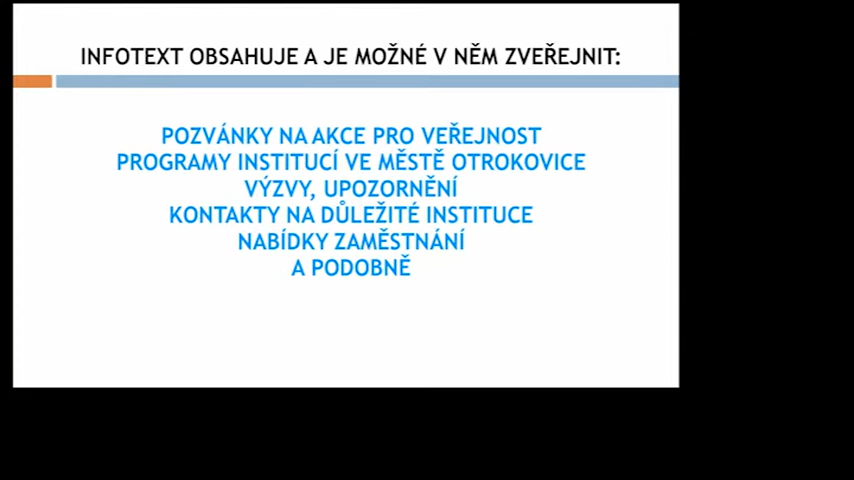 INFOTEXT OBSAHUJE A JE MOŽNÉ V NĚM ZVEŘEJNIT:
POZVÁNKY NA AKCE PRO VEŘEJNOST
PROGRAMY INSTITUCÍ VE MĚSTĚ OTROKOVICE
VÝZVY, UPOZORNĚNÍ
KONTAKTY NA DŮLEŽITÉ INSTITUCE
NABÍDKY ZAMĚSTNÁNÍ
A PODOBNĚ